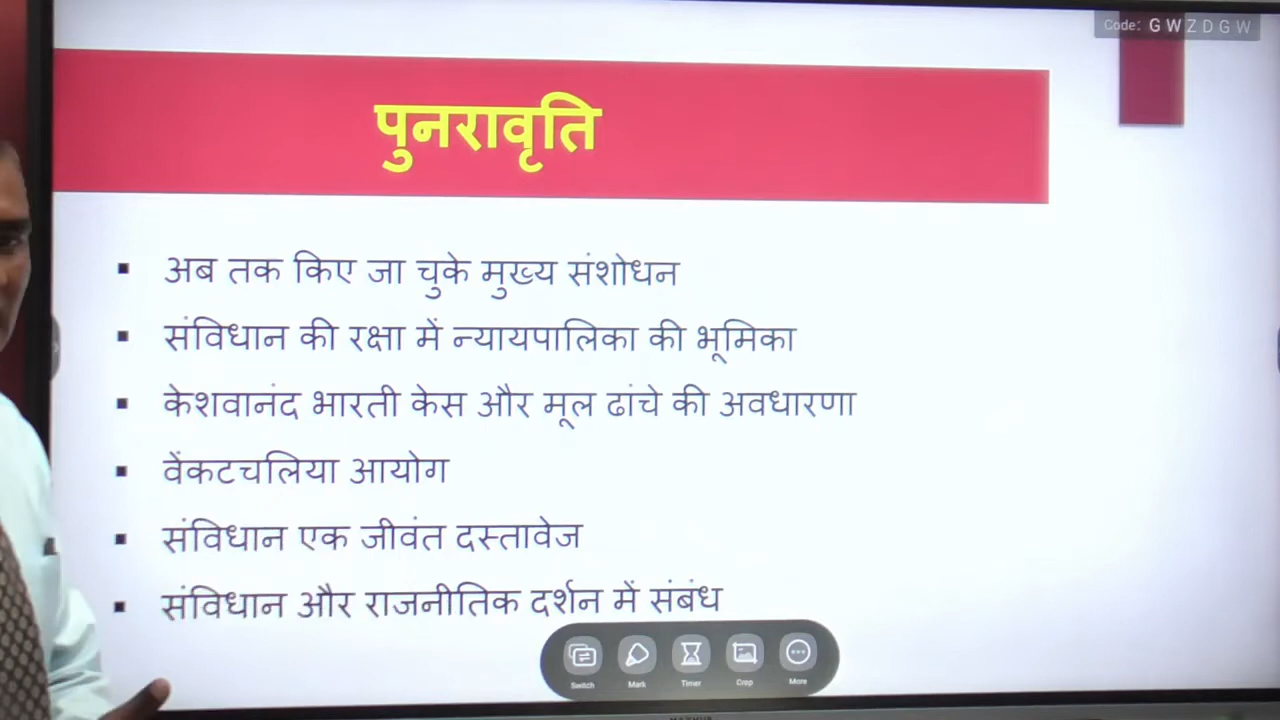 Code: GWZDGW
पुनरावृति
▪ अब तक किए जा चुके मुख्य संशोधन
▪ संविधान की रक्षा में न्यायपालिका की भूमिका
▪ केशवानंद भारती केस और मूल ढांचे की अवधारणा
▪ वेंकटचलिया आयोग
▪ संविधान एक जीवंत दस्तावेज
▪ संविधान और राजनीतिक दर्शन में संबंध
Switch Mark Timer Crop More